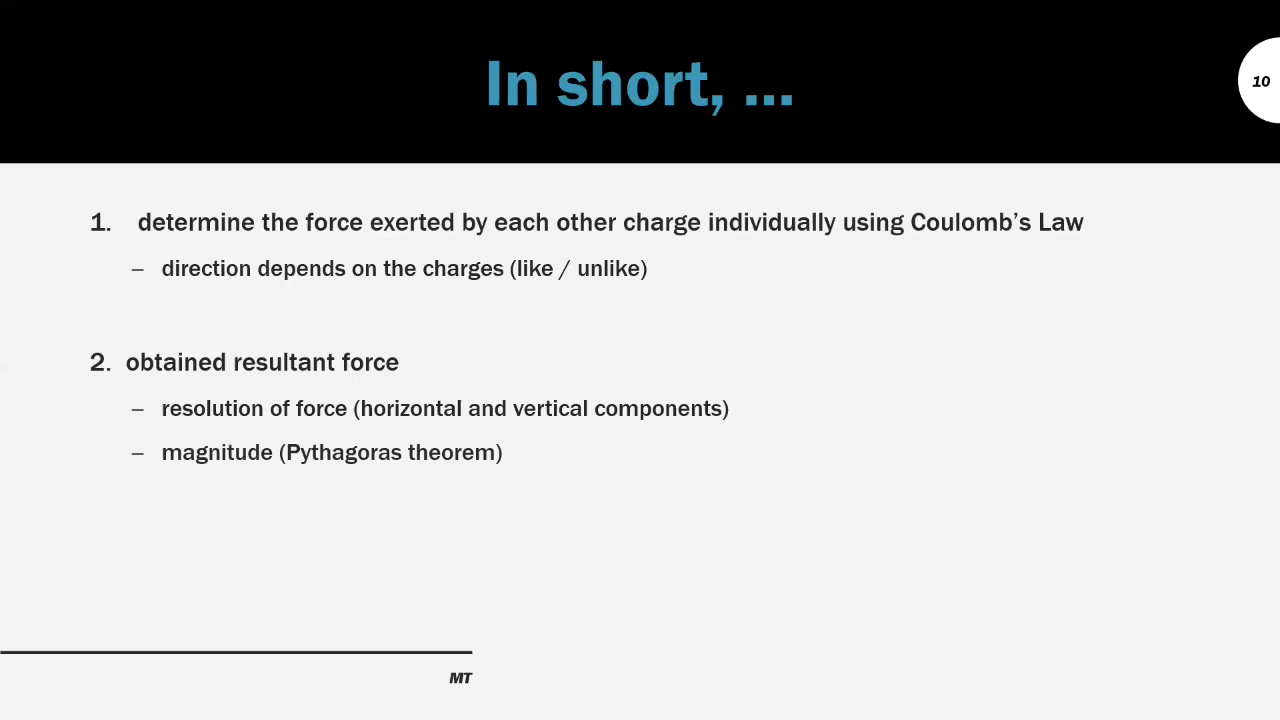 In short, ...
10
1. determine the force exerted by each other charge individually using Coulomb’s Law
– direction depends on the charges (like / unlike)
2. obtained resultant force
– resolution of force (horizontal and vertical components)
– magnitude (Pythagoras theorem)
MT